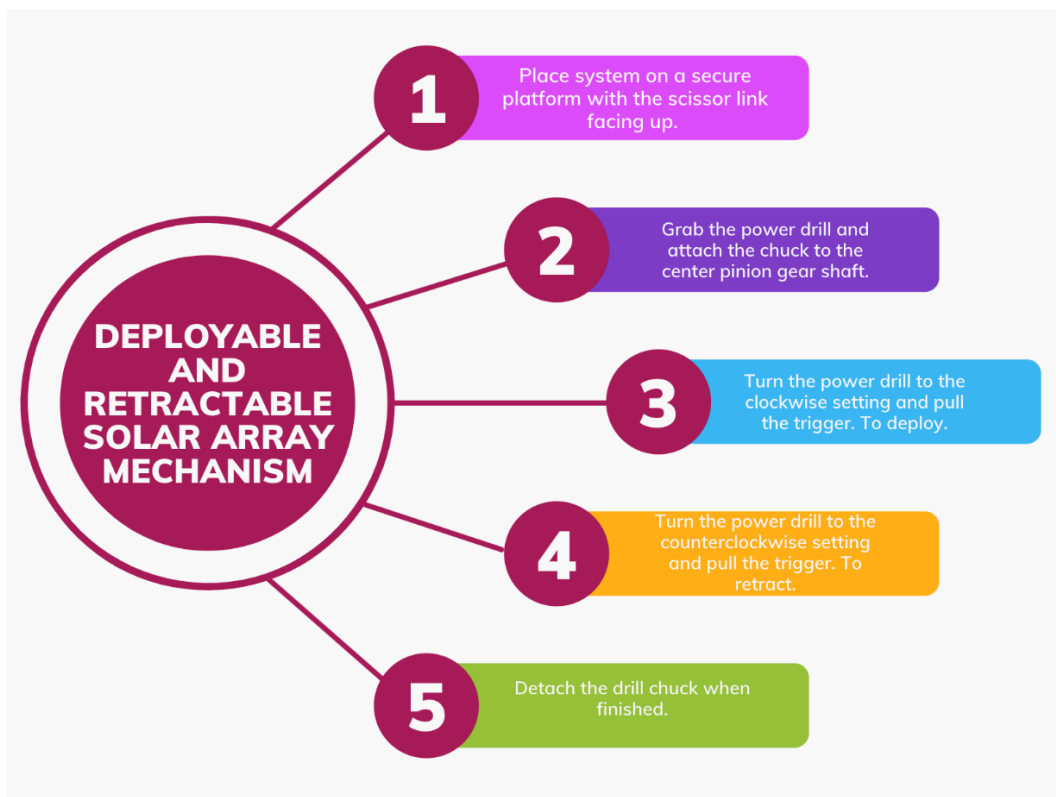 DEPLOYABLE
AND
RETRACTABLE
SOLAR ARRAY
MECHANISM
1
Place system on a secure
platform with the scissor link
facing up.
2
Grab the power drill and
attach the chuck to the
center pinion gear shaft.
3
Turn the power drill to the
clockwise setting and pull
the trigger. To deploy.
4
Turn the power drill to the
counterclockwise setting
and pull the trigger. To
retract.
5
Detach the drill chuck when
finished.